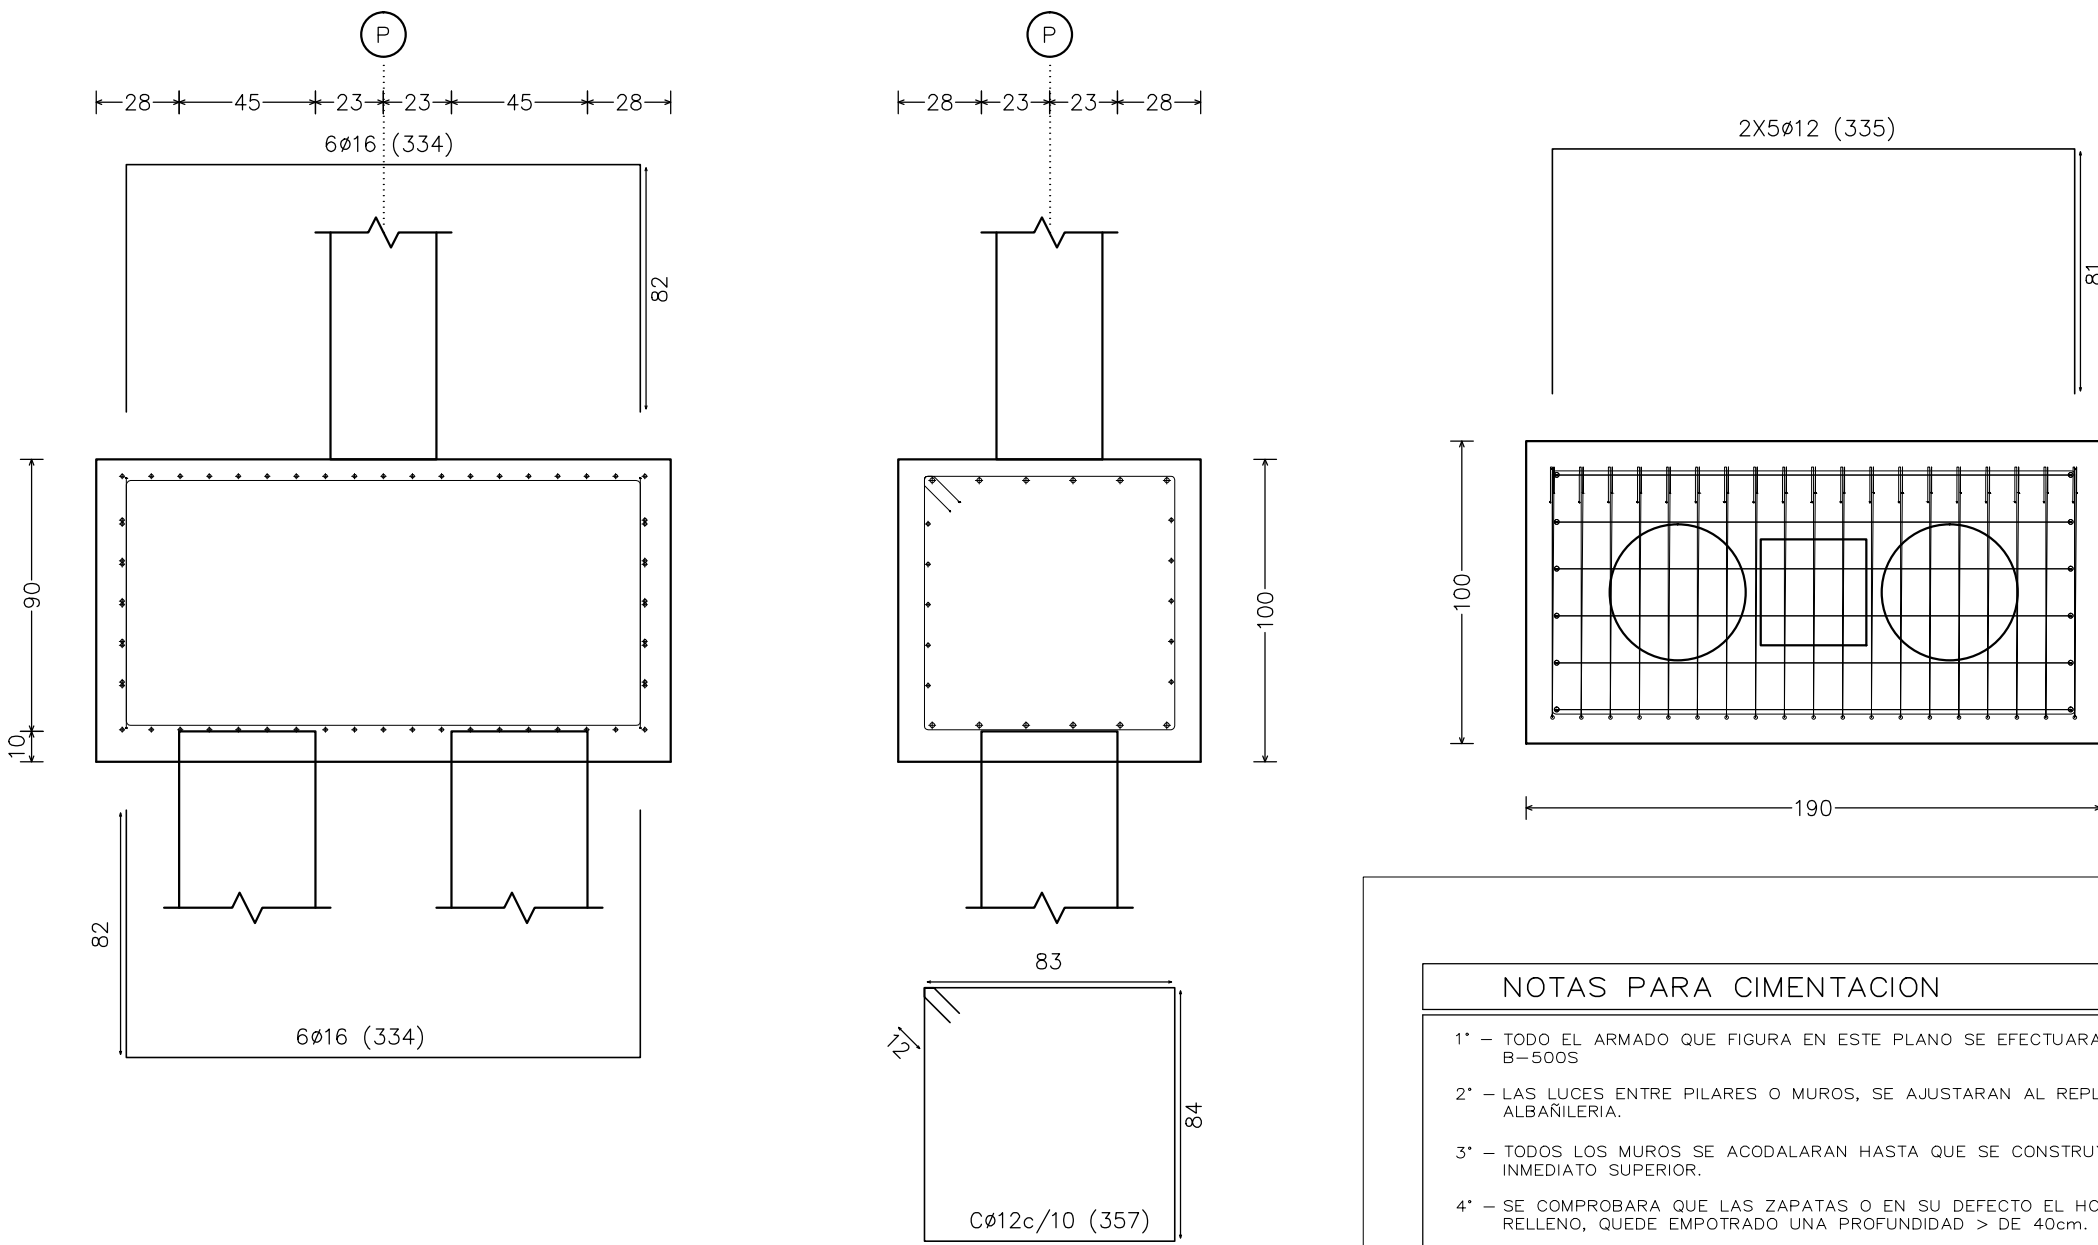 P
28 45 23 23 45 28
6ø16 (334)
82
90
10
82
6ø16 (334)
P
28 23 23 28
100
83
12
84
Cø12c/10 (357)
2X5ø12 (335)
81
100
190
NOTAS PARA CIMENTACION
1° – TODO EL ARMADO QUE FIGURA EN ESTE PLANO SE EFECTUARA
B–500S
2° – LAS LUCES ENTRE PILARES O MUROS, SE AJUSTARAN AL REPL
ALBAÑILERIA.
3° – TODOS LOS MUROS SE ACODALARAN HASTA QUE SE
INMEDIATO SUPERIOR.
4° – SE COMPROBARA QUE LAS ZAPATAS O EN SU DEFECTO EL HO
RELLENO, QUEDE EMPOTRADO UNA PROFUNDIDAD > DE 40cm.